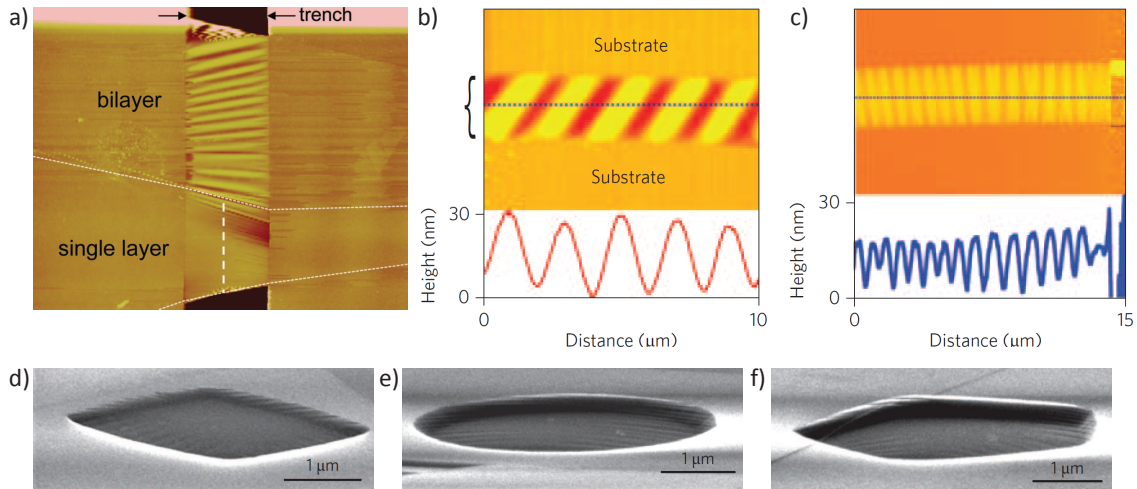 a)
trench
bilayer
single layer
b)
Substrate
{
Substrate
Height (nm)
30
0
0
10
Distance (μm)
c)
Height (nm)
30
0
0
15
Distance (μm)
d)
1 μm
e)
1 μm
f)
1 μm